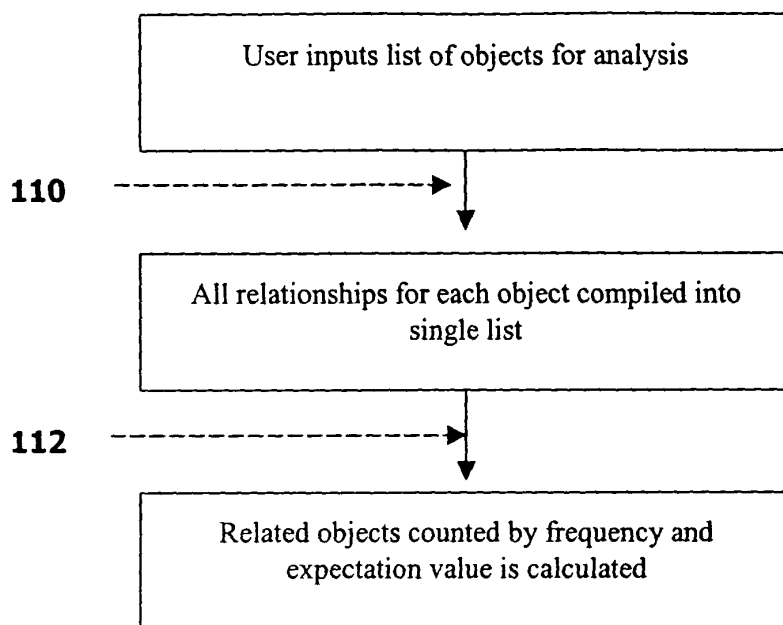 User inputs list of objects for analysis
110
All relationships for each object compiled into
single list
112
Related objects counted by frequency and
expectation value is calculated